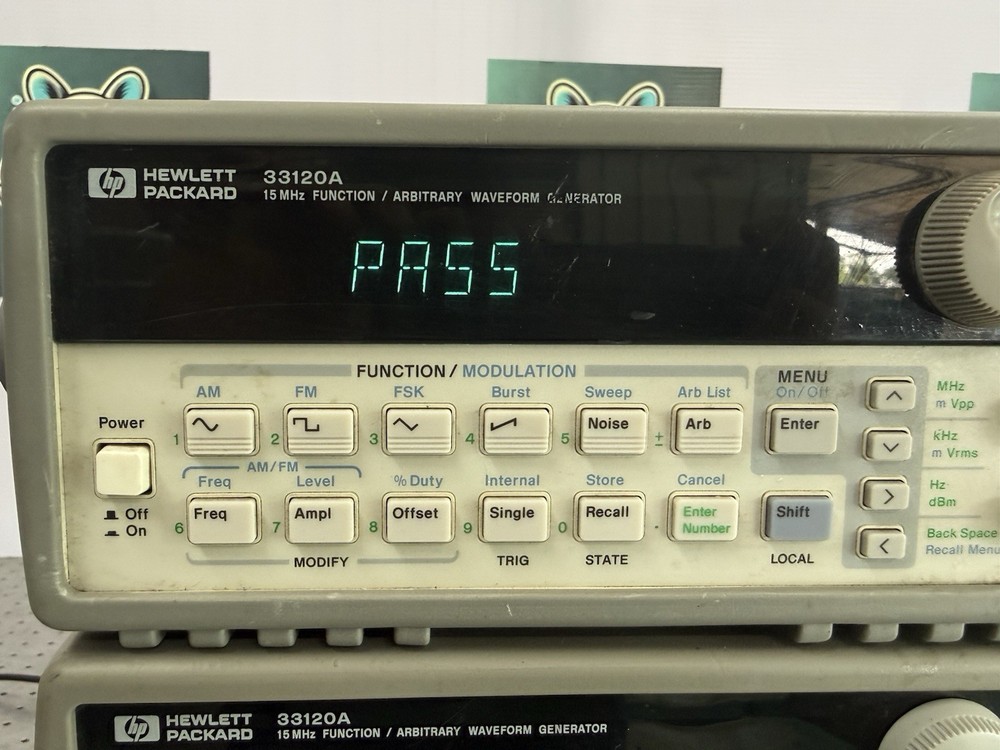 hp HEWLETT PACKARD 33120A
15 MHz FUNCTION / ARBITRARY WAVEFORM GENERATOR
PASS
FUNCTION / MODULATION
MENU
On/Off
AM FM FSK Burst Sweep Arb List
1 2 3 4 5 Noise ± Arb Enter
MHz
m Vpp
kHz
m Vrms
Power
AM/FM
Freq Level % Duty Internal Store Cancel
Hz
dBm
Off
On
6 Freq 7 Ampl 8 Offset 9 Single 0 Recall . Enter Number Shift
Back Space
Recall Menu
MODIFY TRIG STATE LOCAL
hp HEWLETT PACKARD 33120A
15 MHz FUNCTION / ARBITRARY WAVEFORM GENERATOR